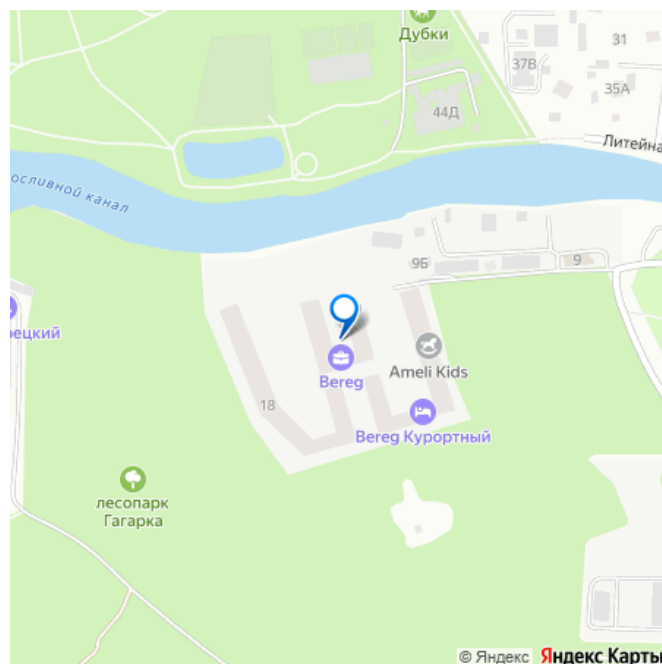 Дубки
31
37В
35А
44Д
Литейна
осливной канал
9Б
9
рецкий
Ameli Kids
Bereg
18
Bereg Курортный
лесопарк
Гагарка
© Яндекс Яндекс Карты